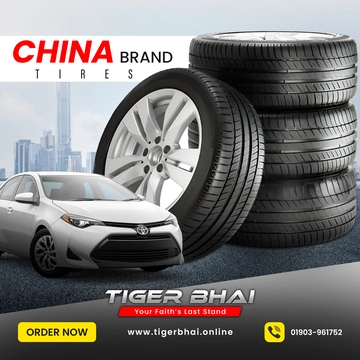 CHINA BRAND
TIRES
TIGER BHAI
Your Faith's Last Stand
ORDER NOW
www.tigerbhai.online
01903-961752